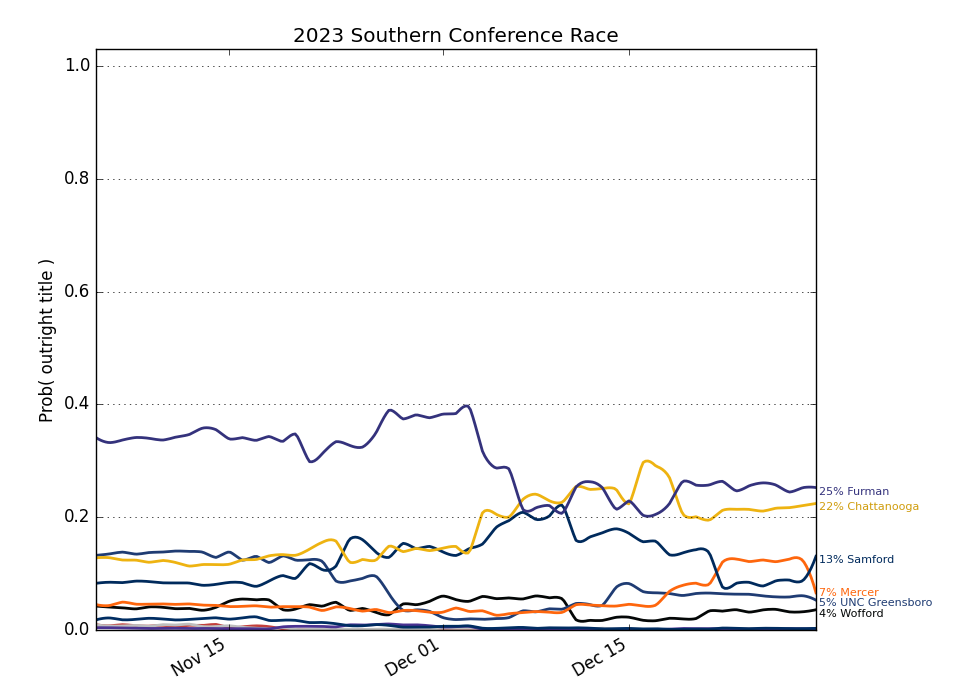 2023 Southern Conference Race
Prob( outright title )
1.0
0.8
0.6
0.4
0.2
0.0
Nov 15
Dec 01
Dec 15
25% Furman
22% Chattanooga
13% Samford
7% Mercer
5% UNC Greensboro
4% Wofford